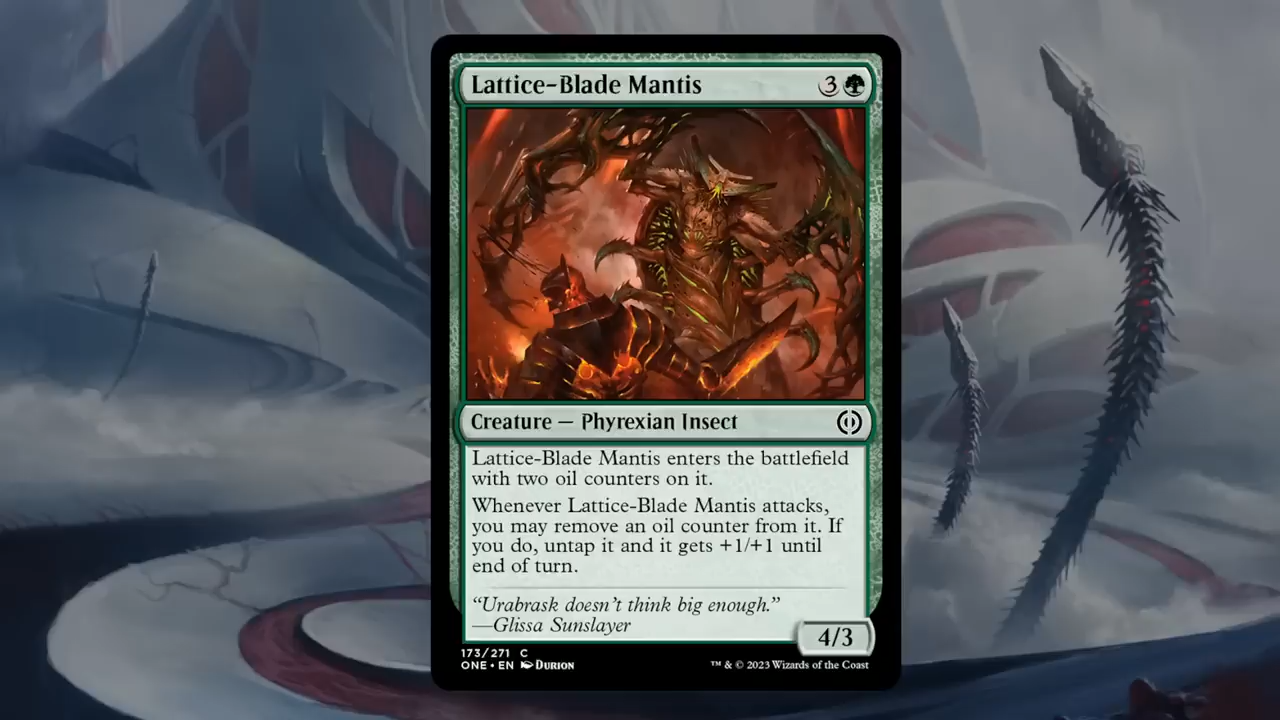 Lattice-Blade Mantis 3
Creature — Phyrexian Insect
Lattice-Blade Mantis enters the battlefield
with two oil counters on it.
Whenever Lattice-Blade Mantis attacks,
you may remove an oil counter from it. If
you do, untap it and it gets +1/+1 until
end of turn.
“Urabrask doesn’t think big enough.”
—Glissa Sunslayer
4/3
173/271 C
ONE • EN Durion
™ & © 2023 Wizards of the Coast